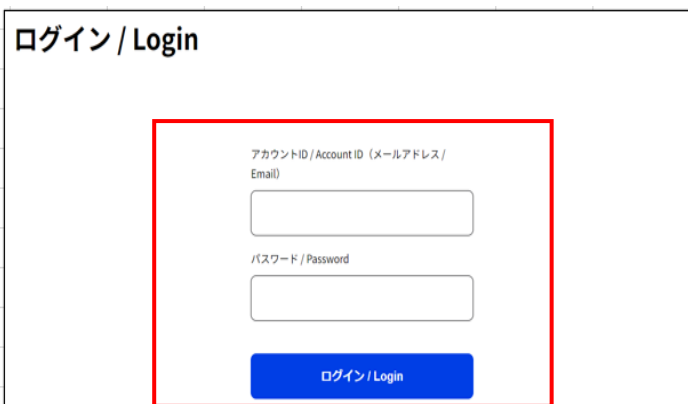 ログイン / Login
アカウントID / Account ID（メールアドレス /
Email）
パスワード / Password
ログイン / Login